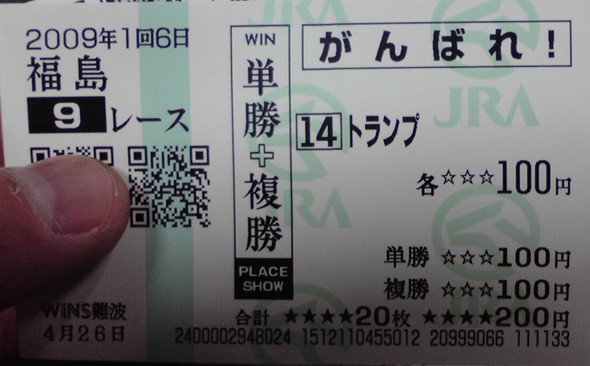 2009年1回6日
福島
9 レース
WINS難波
4月26日
WIN
単勝+複勝
PLACE
SHOW
がんばれ!
JRA
14 トランプ
各☆☆☆100円
単勝 ☆☆☆100円
複勝 ☆☆☆100円
合計 ★★★★20枚 ★★★★200円
2400002948024 1512110455012 20999066 111133
JRA
JRA